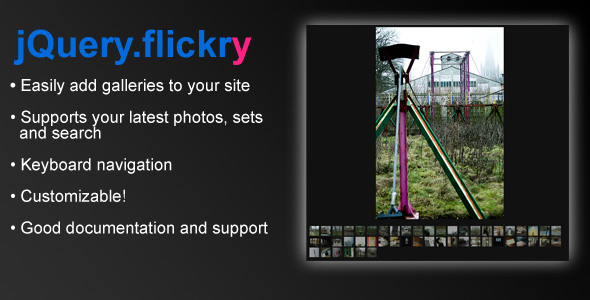 jQuery.flickry
• Easily add galleries to your site
• Supports your latest photos, sets
and search
• Keyboard navigation
• Customizable!
• Good documentation and support